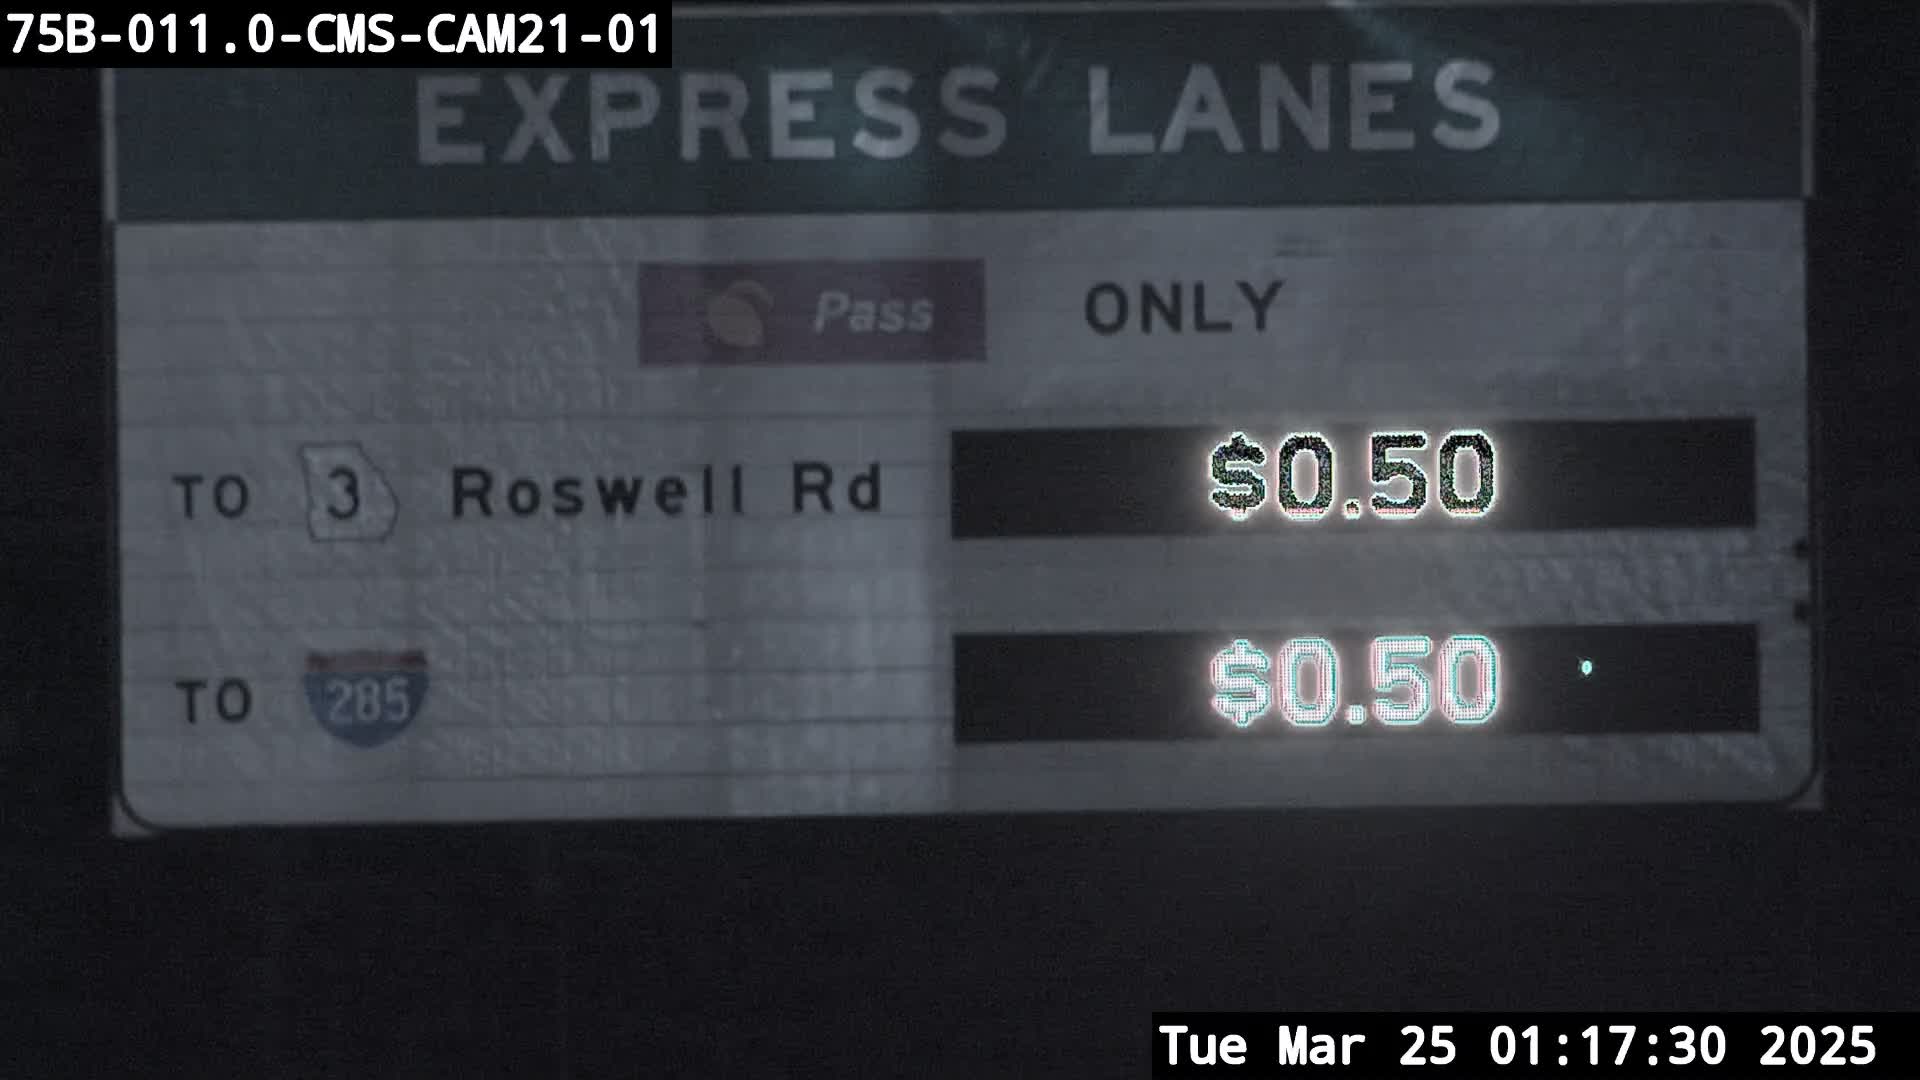 75B-011.0-CMS-CAM21-01
EXPRESS LANES
Pass ONLY
TO 3 Roswell Rd $0.50
TO 285 $0.50
Tue Mar 25 01:17:30 2025